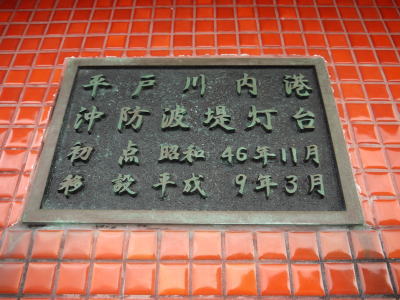 平戸川内港
沖防波堤灯台
初点 昭和 46年11月
移設 平成 9年3月